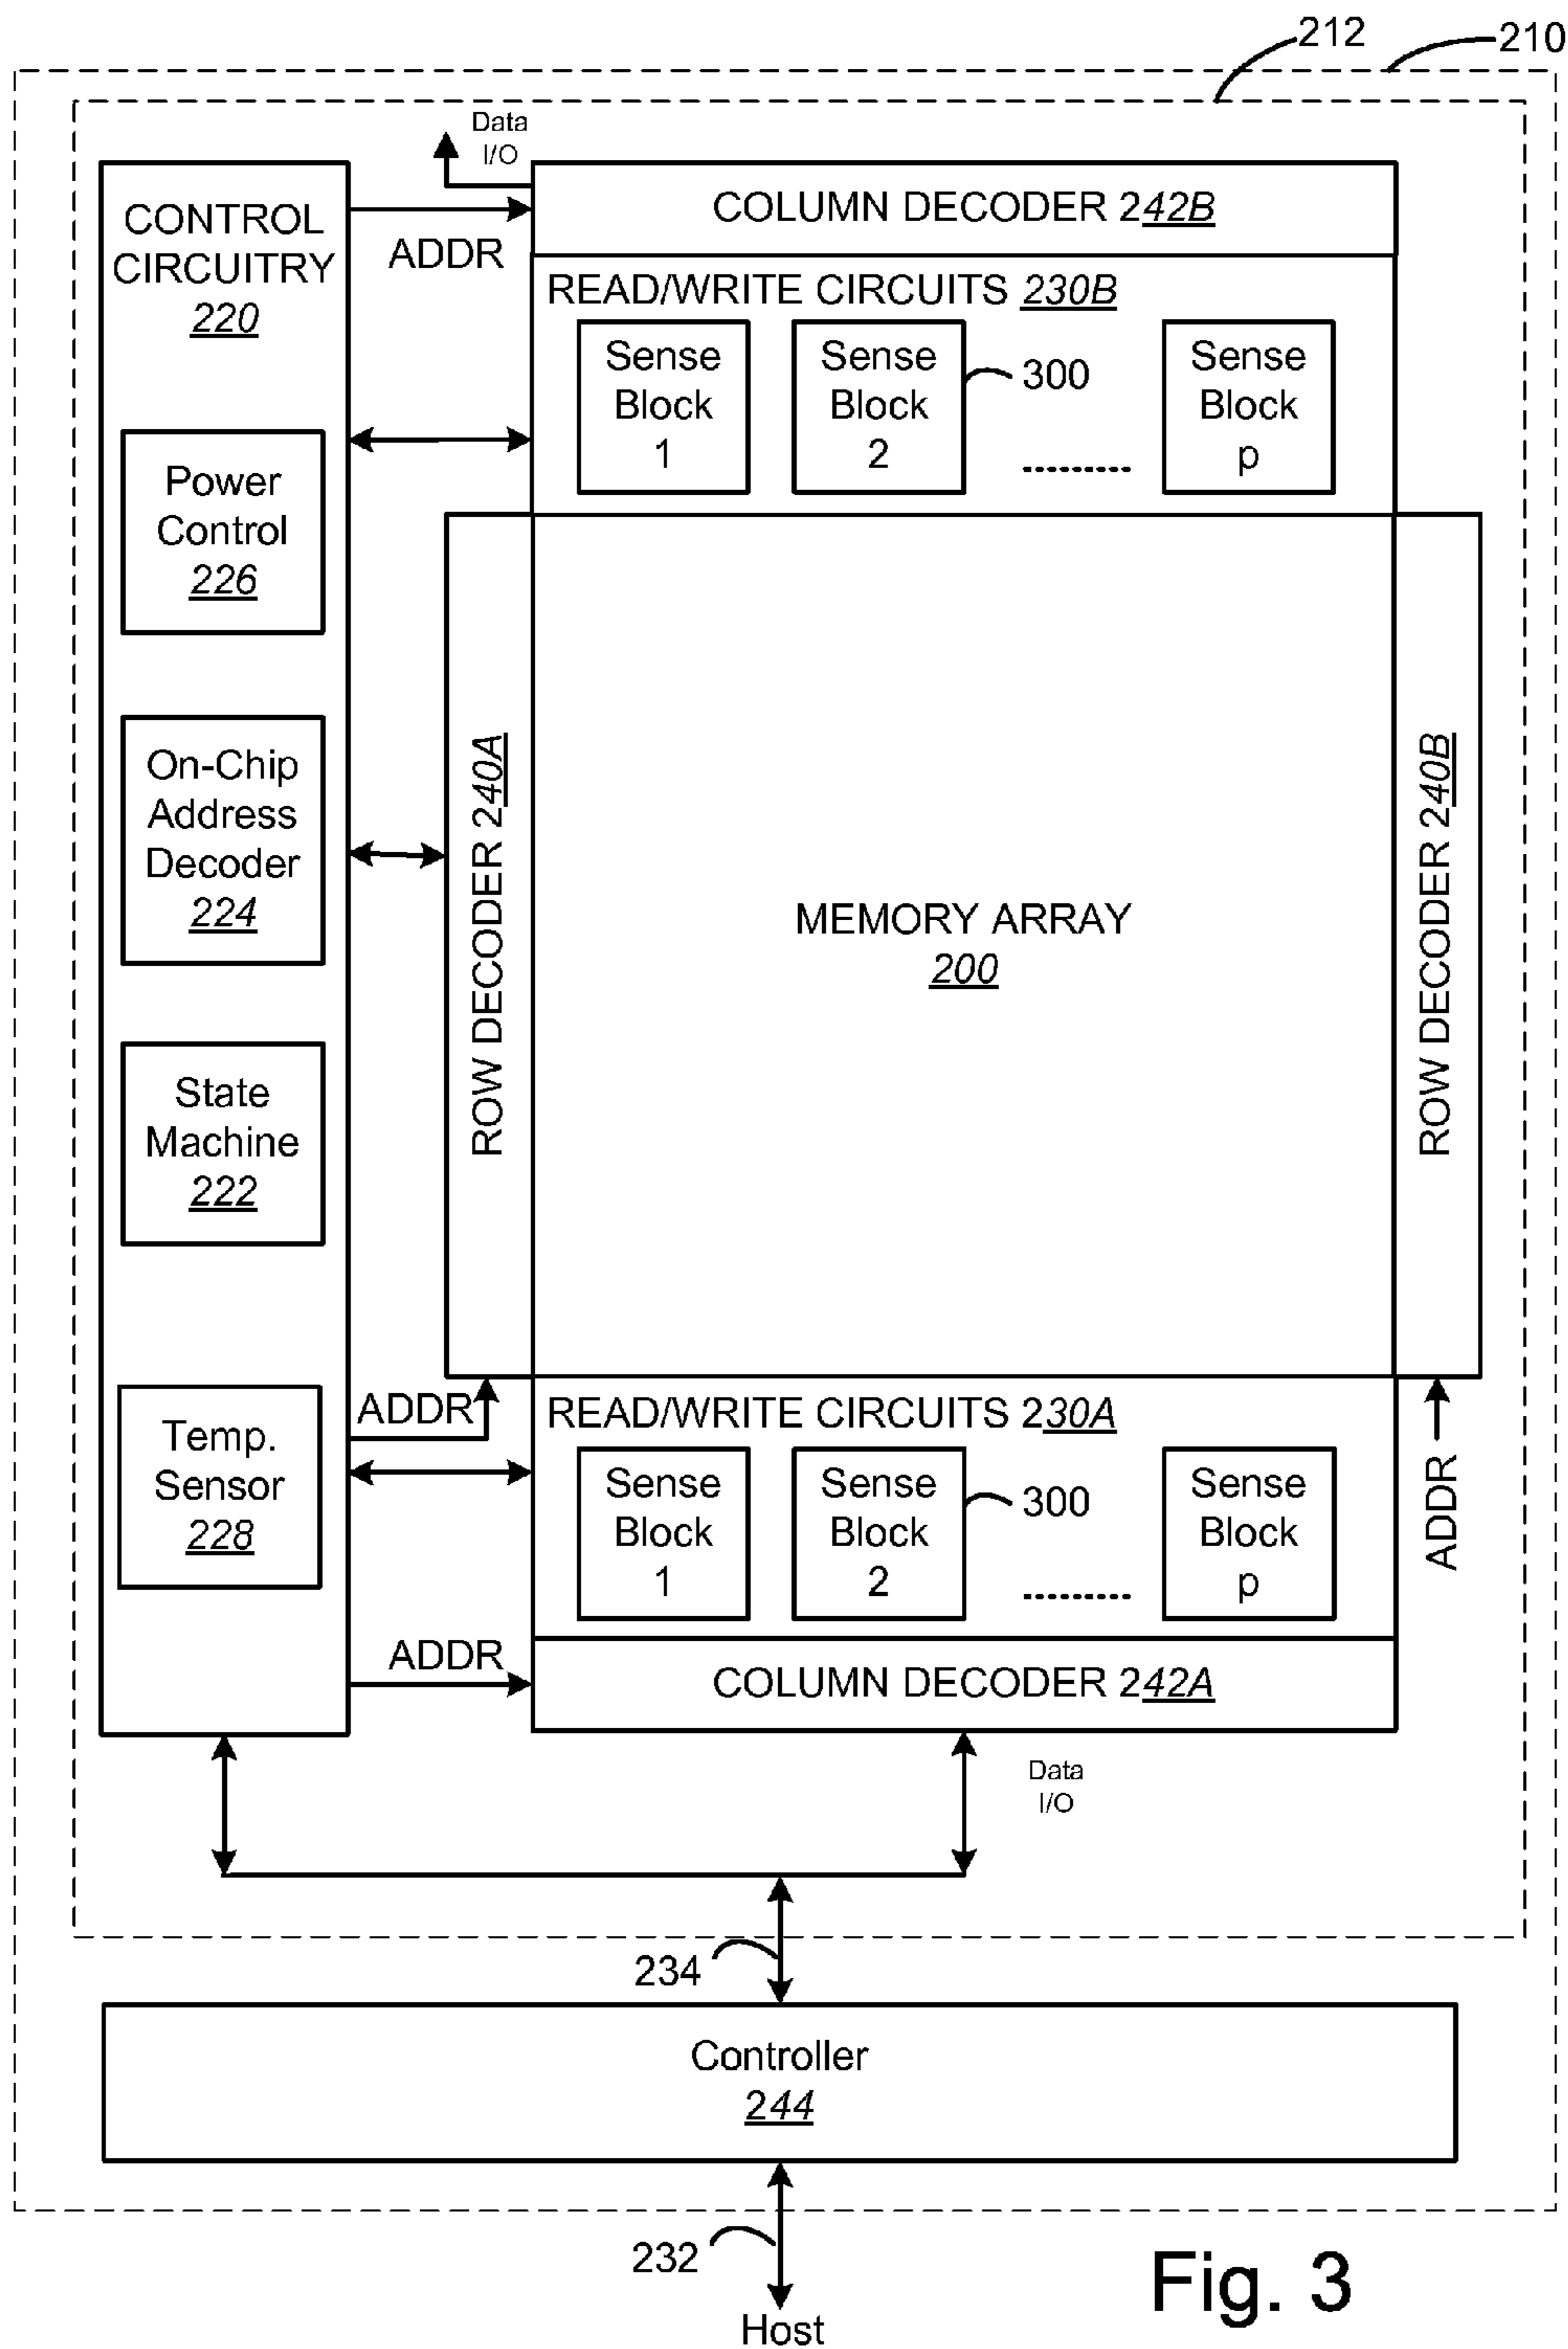 212
210
Data
I/O
CONTROL
CIRCUITRY
220
ADDR
COLUMN DECODER 242B
READ/WRITE CIRCUITS 230B
Sense
Block
1
Sense
Block
2
300
.........
Sense
Block
p
Power
Control
226
On-Chip
Address
Decoder
224
State
Machine
222
Temp.
Sensor
228
ROW DECODER 240A
MEMORY ARRAY
200
ROW DECODER 240B
ADDR
READ/WRITE CIRCUITS 230A
Sense
Block
1
Sense
Block
2
300
.........
Sense
Block
p
ADDR
ADDR
COLUMN DECODER 242A
Data
I/O
234
Controller
244
232
Host
Fig. 3